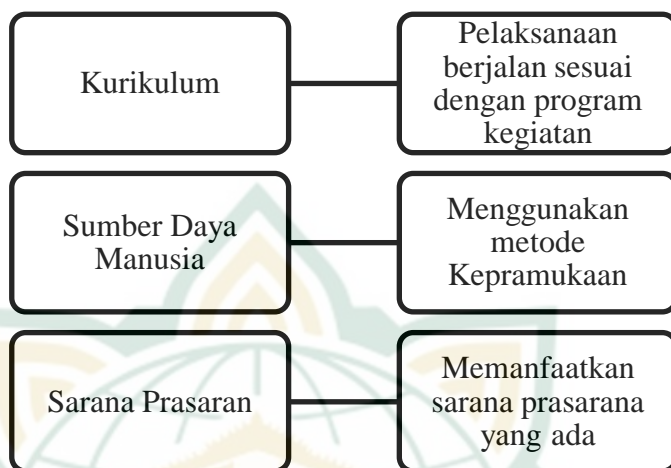 Kurikulum
Pelaksanaan
berjalan sesuai
dengan program
kegiatan
Sumber Daya
Manusia
Menggunakan
metode
Kepramukaan
Sarana Prasaran
Memanfaatkan
sarana prasarana
yang ada